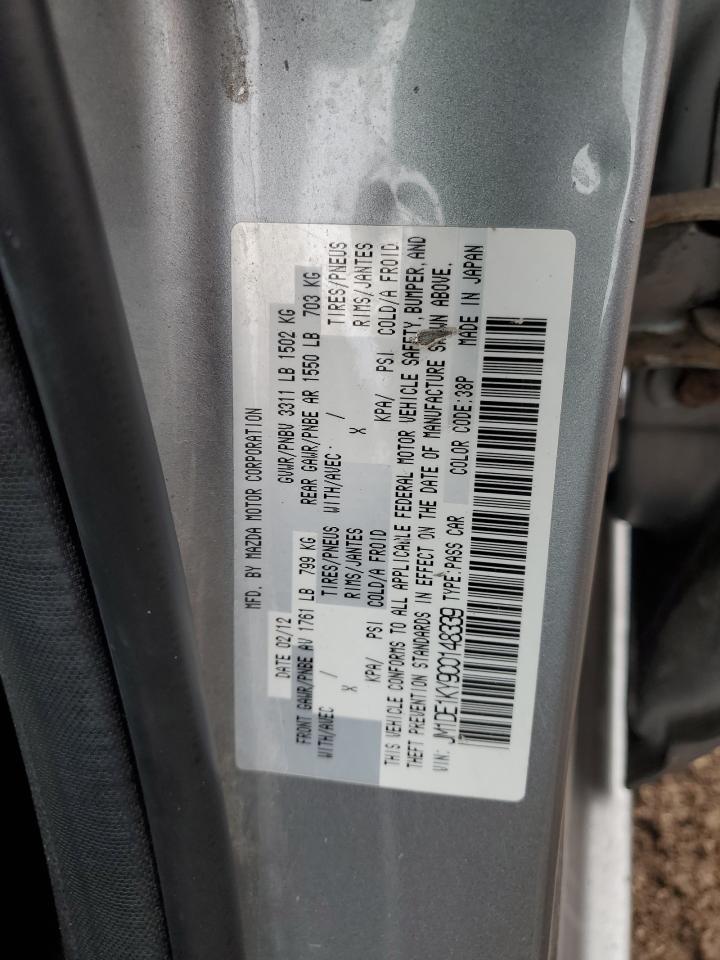 MFD. BY MAZDA MOTOR CORPORATION
DATE 02/12 GVWR/PNBV 3311 LB 1502 KG
FRONT GAWR/PNBE AV 1761 LB 799 KG REAR GAWR/PNBE AR 1550 LB 703 KG
WITH/AVEC / TIRES/PNEUS WITH/AVEC : / TIRES/PNEUS
X RIMS/JANTES X RIMS/JANTES
KPA/ PSI COLD/A FROID KPA/ PSI COLD/A FROID
THIS VEHICLE CONFORMS TO ALL APPLICABLE FEDERAL MOTOR VEHICLE SAFETY, BUMPER, AND
THEFT PREVENTION STANDARDS IN EFFECT ON THE DATE OF MANUFACTURE SHOWN ABOVE.
VIN: JM1DE1KY9C0148339 TYPE:PASS CAR COLOR CODE:38P MADE IN JAPAN